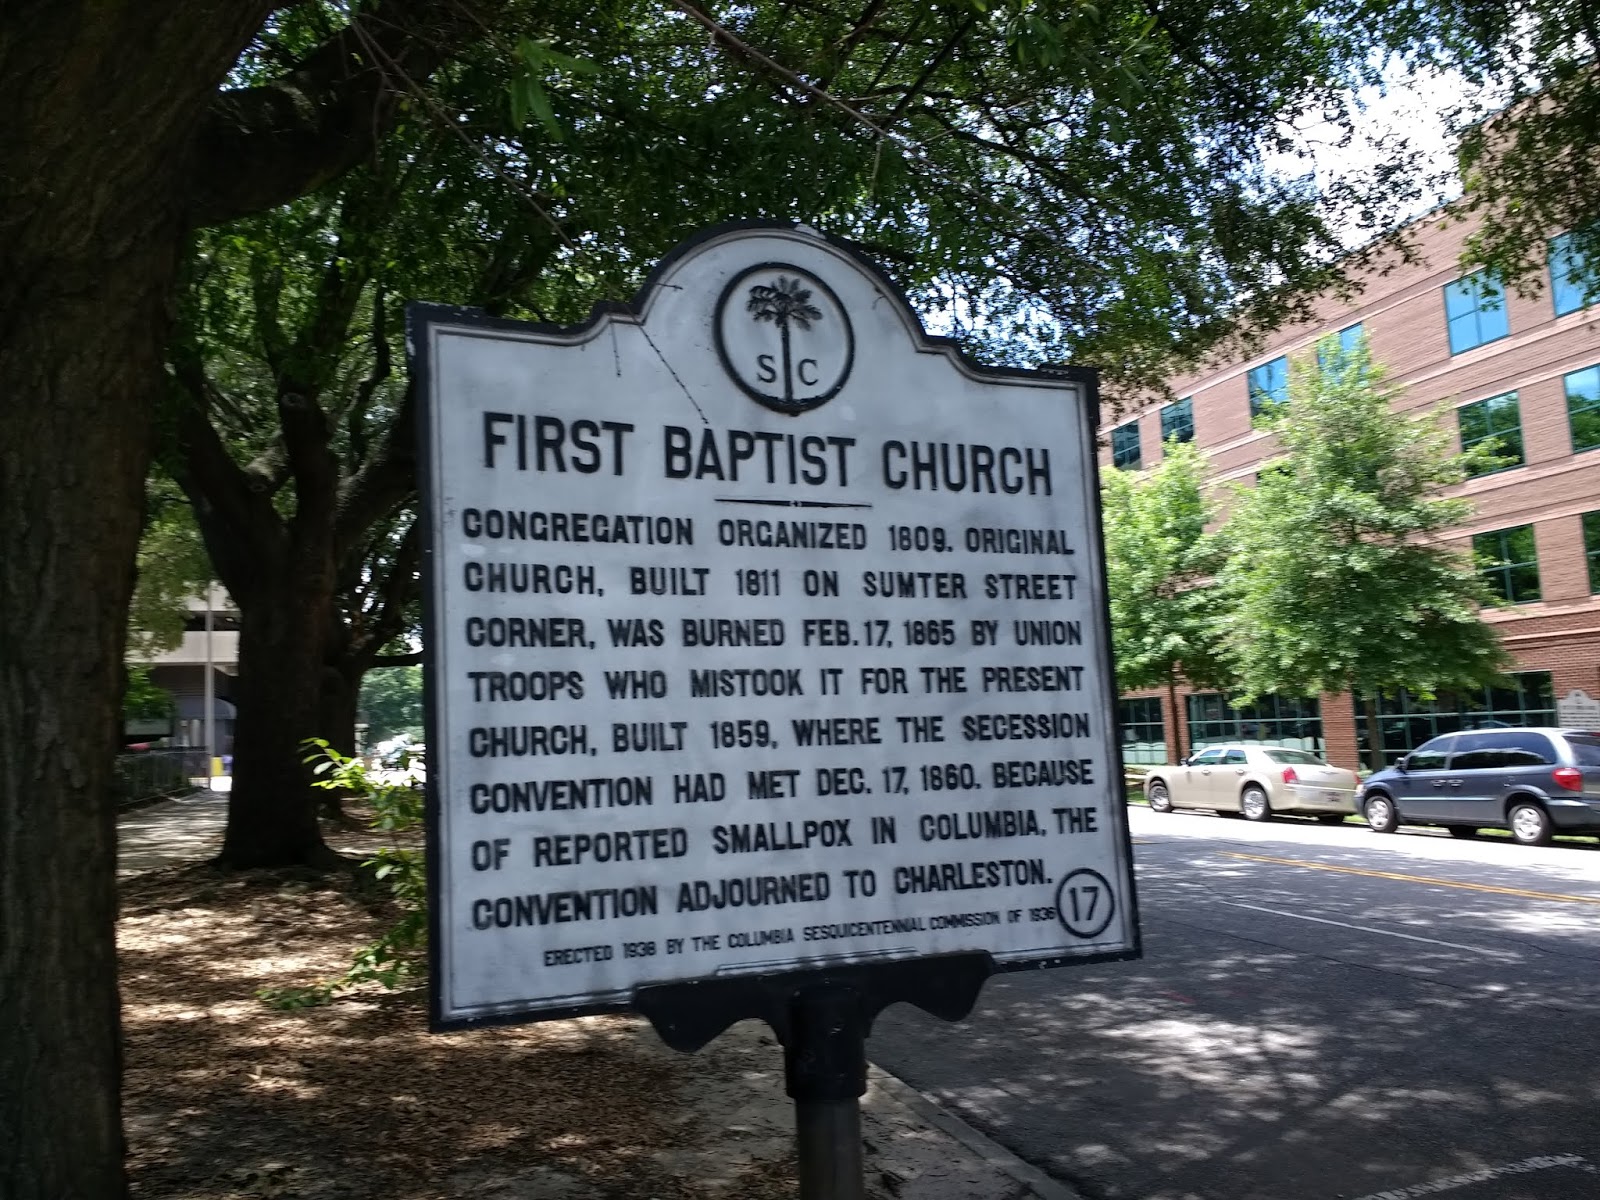 S C
FIRST BAPTIST CHURCH
CONGREGATION ORGANIZED 1809. ORIGINAL
CHURCH, BUILT 1811 ON SUMTER STREET
CORNER, WAS BURNED FEB. 17, 1865 BY UNION
TROOPS WHO MISTOOK IT FOR THE PRESENT
CHURCH, BUILT 1859, WHERE THE SECESSION
CONVENTION HAD MET DEC. 17, 1860. BECAUSE
OF REPORTED SMALLPOX IN COLUMBIA, THE
CONVENTION ADJOURNED TO CHARLESTON.
ERECTED 1938 BY THE COLUMBIA SESQUICENTENNIAL COMMISSION OF 1936
17